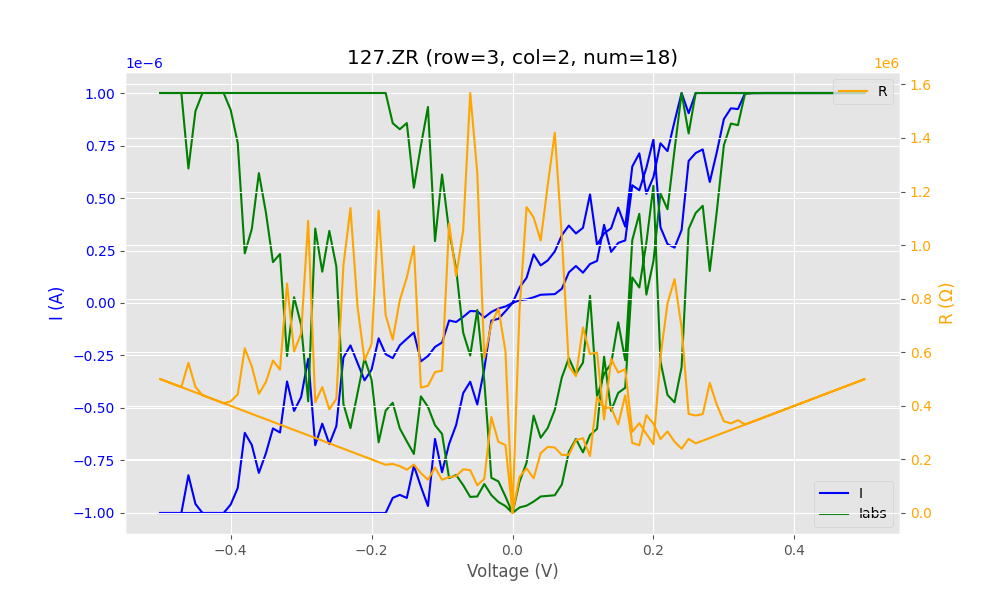 127.ZR (row=3, col=2, num=18)
1e−6
1e6
1.00
0.75
0.50
0.25
0.00
−0.25
−0.50
−0.75
−1.00
I (A)
1.6
1.4
1.2
1.0
0.8
0.6
0.4
0.2
0.0
R (Ω)
R
I
Iabs
−0.4
−0.2
0.0
0.2
0.4
Voltage (V)